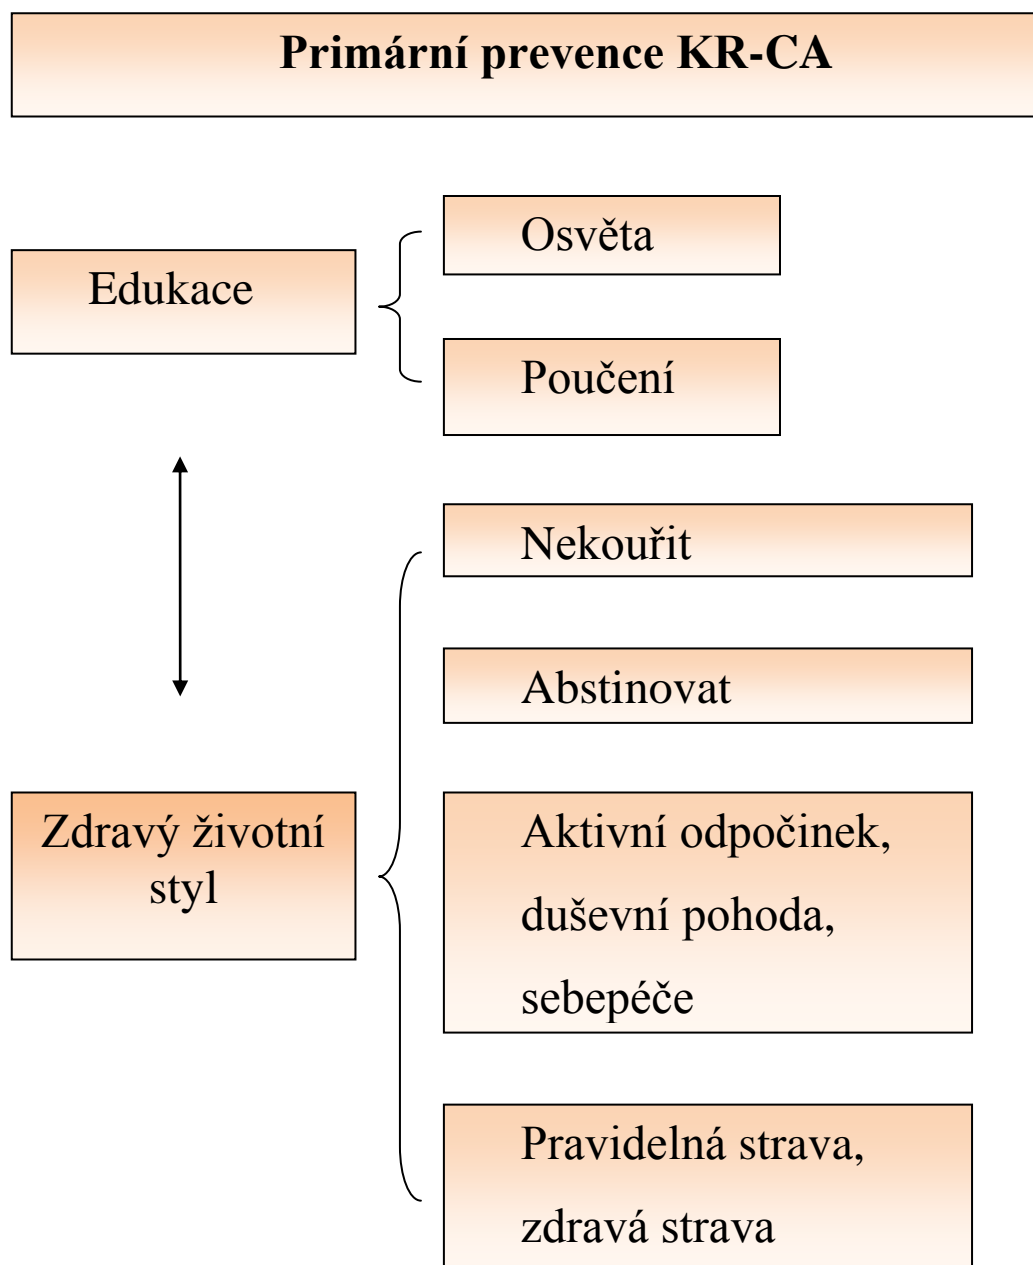 Primární prevence KR-CA
Osvěta
Edukace
Poučení
Nekouřit
Abstinovat
Zdravý životní
styl
Aktivní odpočinek,
duševní pohoda,
sebepéče
Pravidelná strava,
zdravá strava